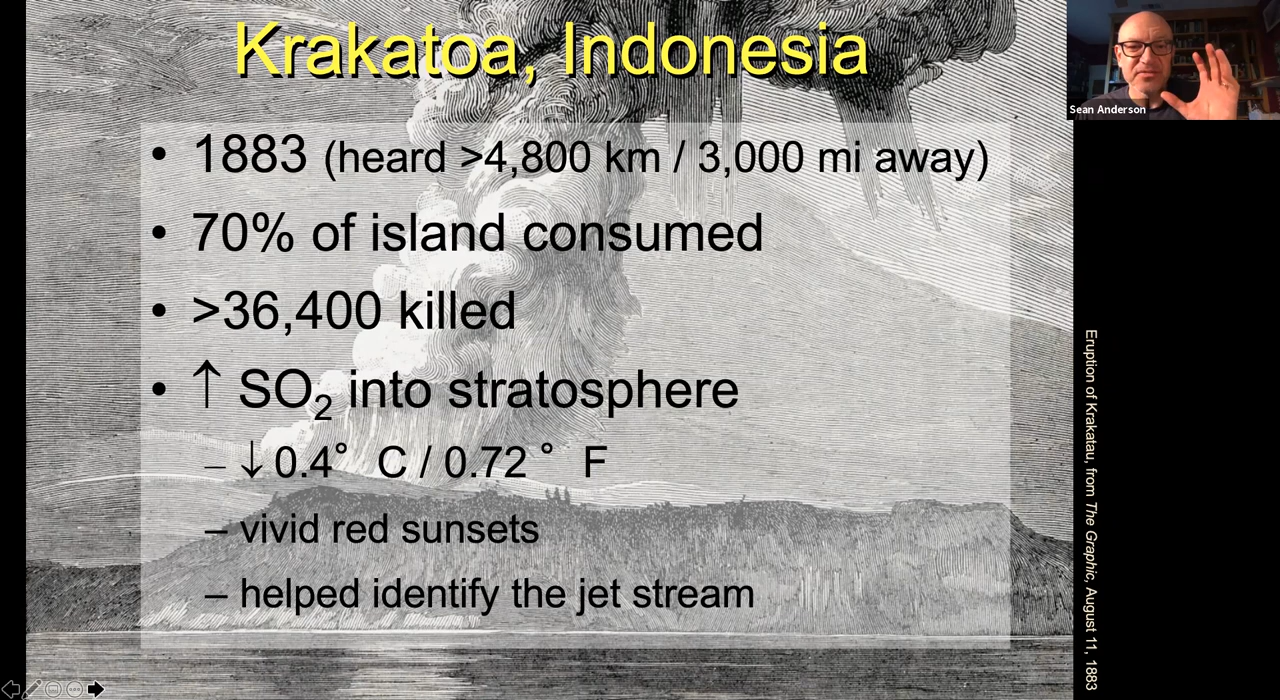 Krakatoa, Indonesia
• 1883 (heard >4,800 km / 3,000 mi away)
• 70% of island consumed
• >36,400 killed
• ↑ SO₂ into stratosphere
– ↓ 0.4° C / 0.72 ° F
– vivid red sunsets
– helped identify the jet stream
Sean Anderson
Eruption of Krakatau, from The Graphic, August 11, 1883